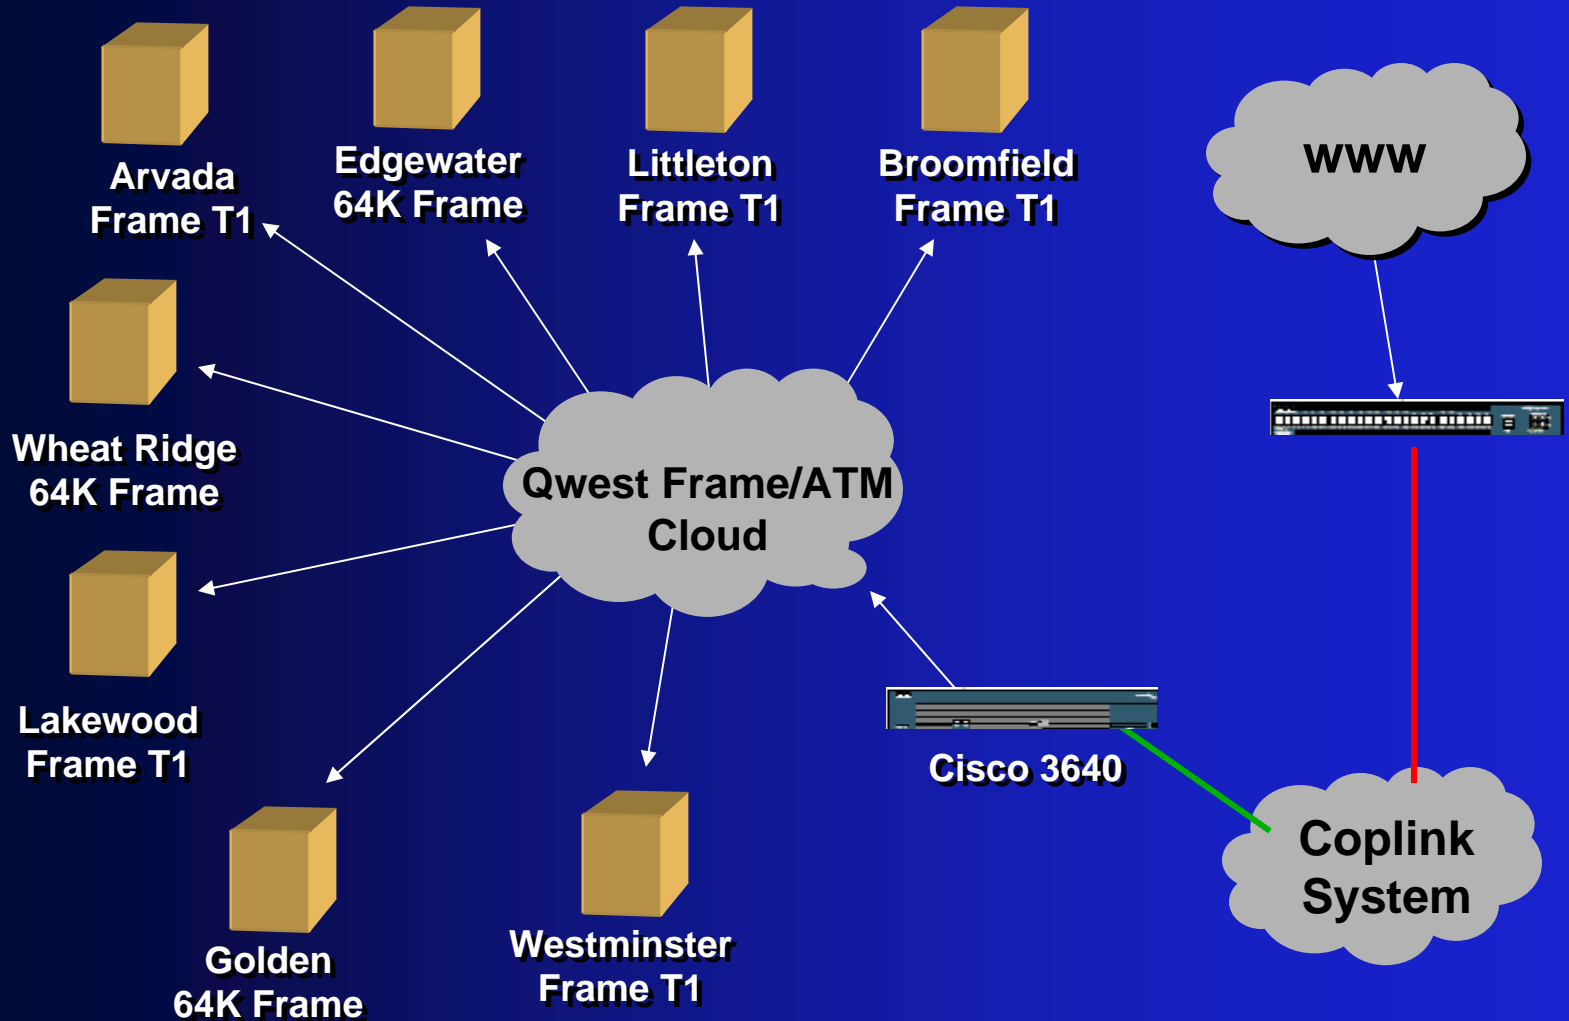 Arvada
Frame T1
Edgewater
64K Frame
Littleton
Frame T1
Broomfield
Frame T1
www
Wheat Ridge
64K Frame
Qwest Frame/ATM
Cloud
Lakewood
Frame T1
Cisco 3640
Coplink
System
Golden
64K Frame
Westminster
Frame T1